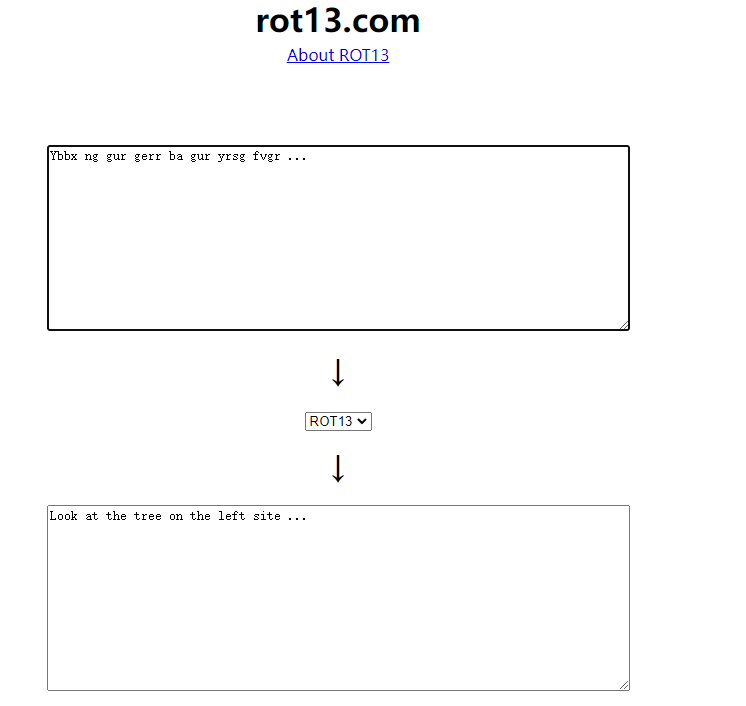 rot13.com
About ROT13
Ybbx ng gur gerr ba gur yrsg fvgr ...
↓
ROT13
↓
Look at the tree on the left site ...